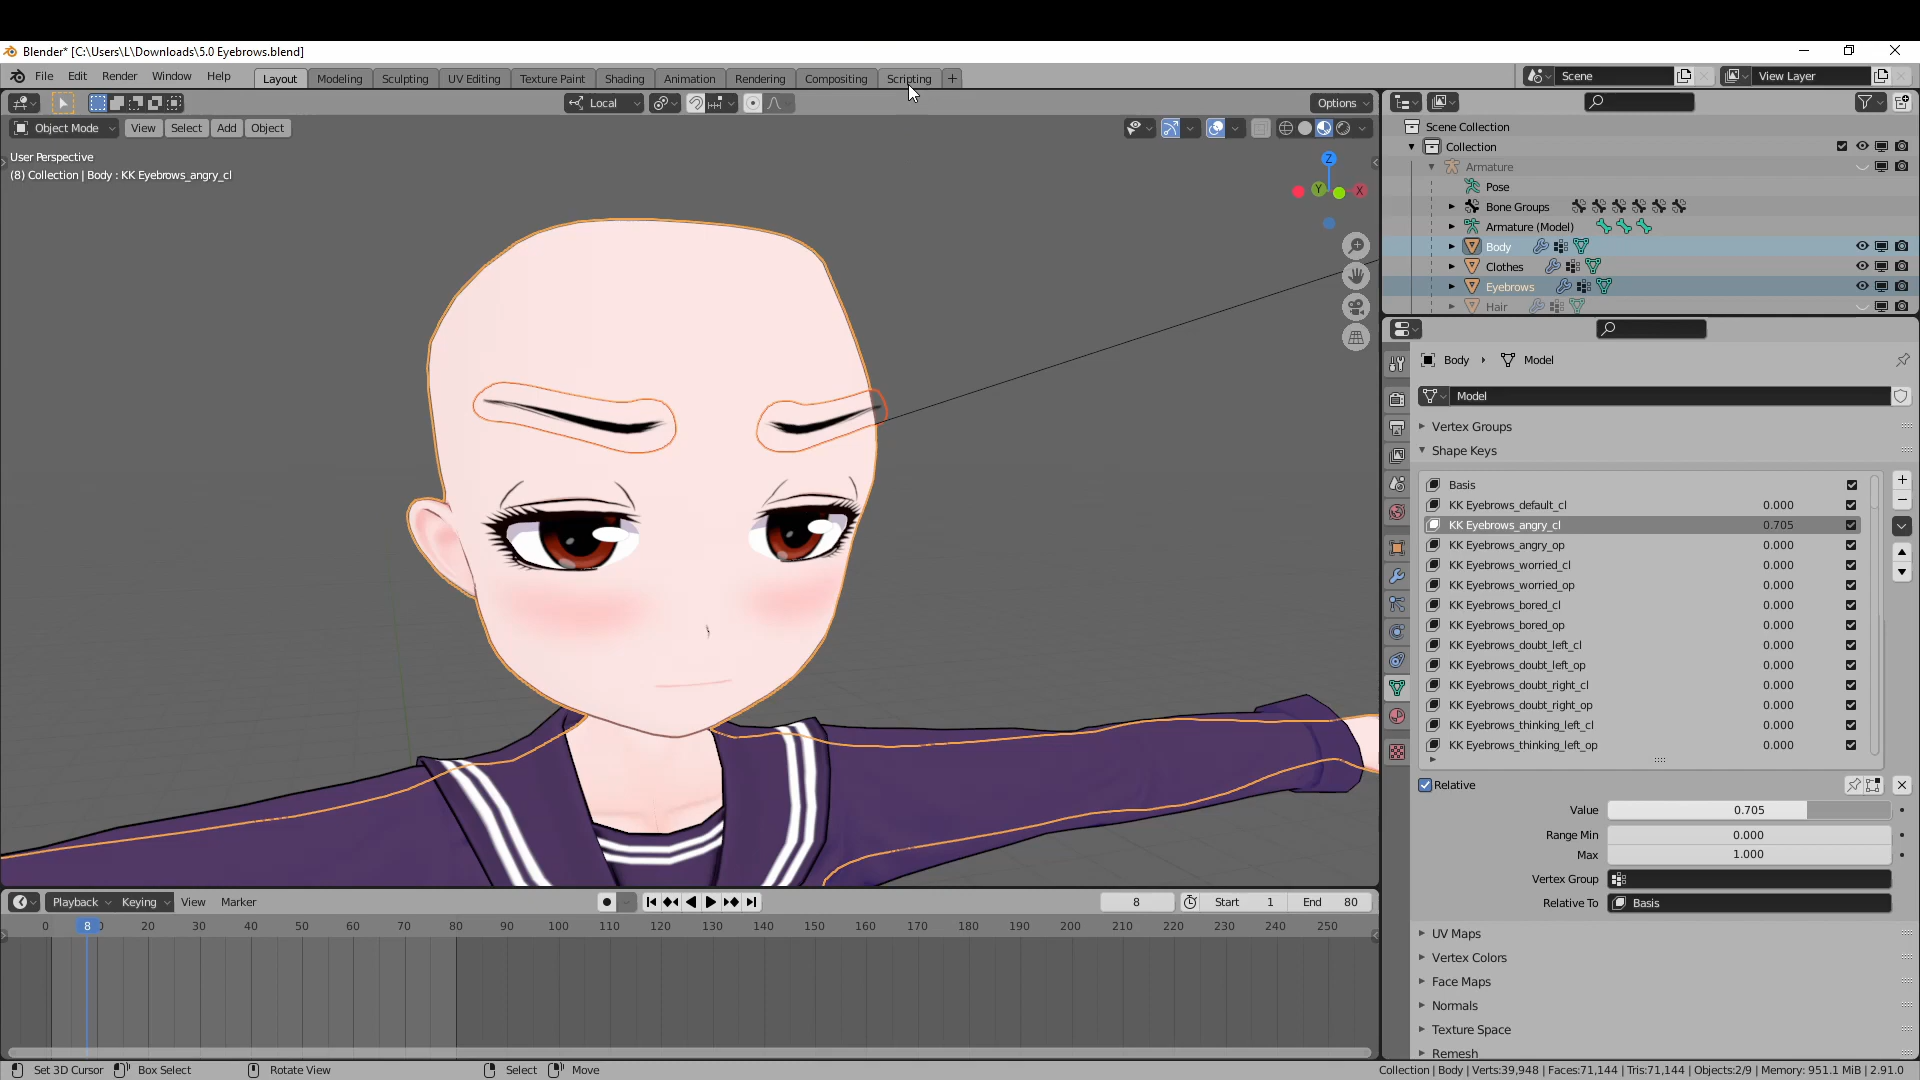 Blender* [C:\Users\L\Downloads\5.0 Eyebrows.blend]
File Edit Render Window Help Layout Modeling Sculpting UV Editing Texture Paint Shading Animation Rendering Compositing Scripting + Scene View Layer
Local Options
Object Mode View Select Add Object
User Perspective
(8) Collection | Body : KK Eyebrows_angry_cl
Z
Y X
Scene Collection
Collection
Armature
Pose
Bone Groups
Armature (Model)
Body
Clothes
Eyebrows
Hair
Body Model
Model
Vertex Groups
Shape Keys
Basis
KK Eyebrows_default_cl 0.000
KK Eyebrows_angry_cl 0.705
KK Eyebrows_angry_op 0.000
KK Eyebrows_worried_cl 0.000
KK Eyebrows_worried_op 0.000
KK Eyebrows_bored_cl 0.000
KK Eyebrows_bored_op 0.000
KK Eyebrows_doubt_left_cl 0.000
KK Eyebrows_doubt_left_op 0.000
KK Eyebrows_doubt_right_cl 0.000
KK Eyebrows_doubt_right_op 0.000
KK Eyebrows_thinking_left_cl 0.000
KK Eyebrows_thinking_left_op 0.000
Relative
Value 0.705
Range Min 0.000
Max 1.000
Vertex Group
Relative To Basis
UV Maps
Vertex Colors
Face Maps
Normals
Texture Space
Remesh
Playback Keying View Marker 8 Start 1 End 80
0 8 20 30 40 50 60 70 80 90 100 110 120 130 140 150 160 170 180 190 200 210 220 230 240 250
Set 3D Cursor Box Select Rotate View Select Move Collection | Body | Verts:39,948 | Faces:71,144 | Tris:71,144 | Objects:2/9 | Memory: 951.1 MiB | 2.91.0